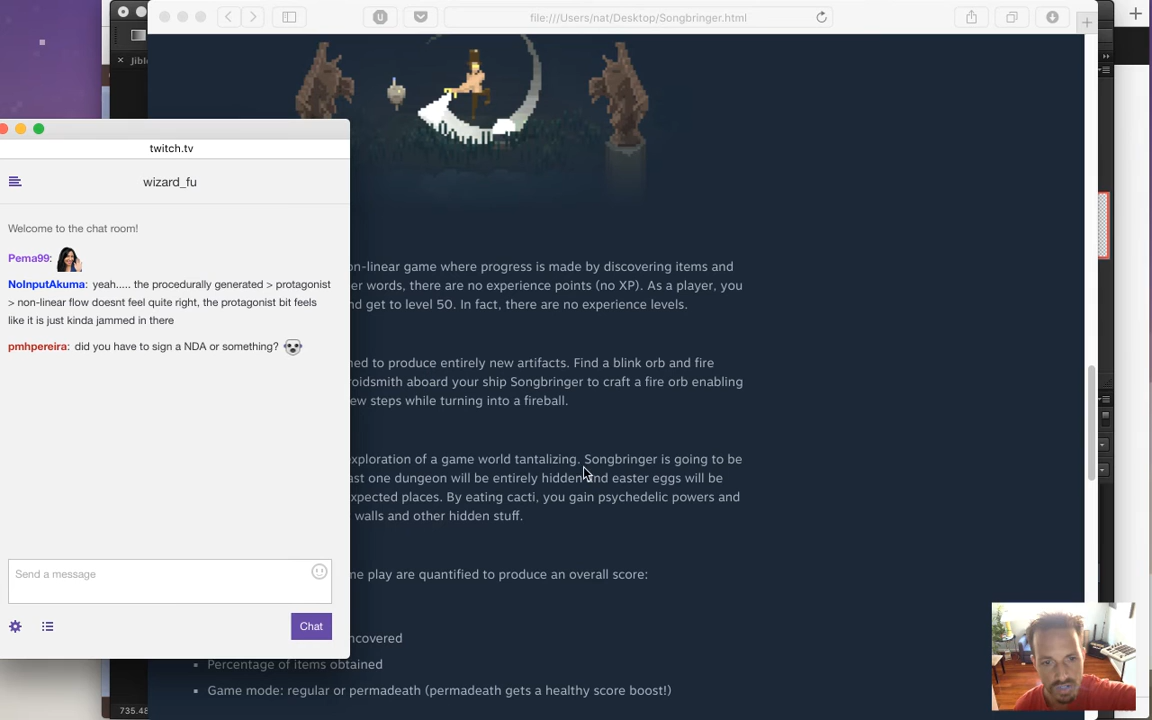 file:///Users/nat/Desktop/Songbringer.html
Jibl
twitch.tv
wizard_fu
Welcome to the chat room!
Pema99:
NoInputAkuma: yeah..... the procedurally generated > protagonist
> non-linear flow doesnt feel quite right, the protagonist bit feels
like it is just kinda jammed in there
pmhpereira: did you have to sign a NDA or something?
Send a message
Chat
on-linear game where progress is made by discovering items and
er words, there are no experience points (no XP). As a player, you
nd get to level 50. In fact, there are no experience levels.
ned to produce entirely new artifacts. Find a blink orb and fire
roidsmith aboard your ship Songbringer to craft a fire orb enabling
ew steps while turning into a fireball.
xploration of a game world tantalizing. Songbringer is going to be
ast one dungeon will be entirely hidden and easter eggs will be
xpected places. By eating cacti, you gain psychedelic powers and
walls and other hidden stuff.
me play are quantified to produce an overall score:
ncovered
Percentage of items obtained
Game mode: regular or permadeath (permadeath gets a healthy score boost!)
735.48